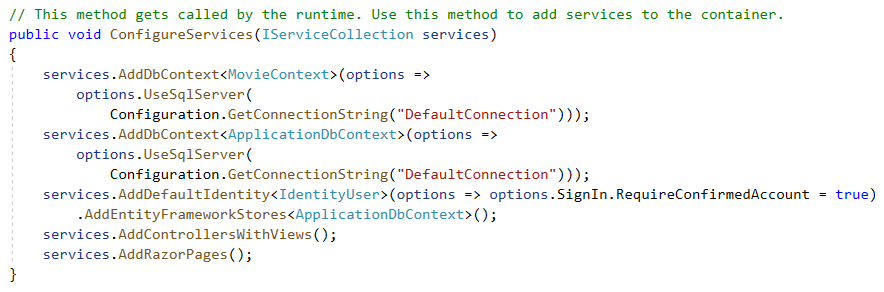 // This method gets called by the runtime. Use this method to add services to the container.
public void ConfigureServices(IServiceCollection services)
{
    services.AddDbContext<MovieContext>(options =>
        options.UseSqlServer(
            Configuration.GetConnectionString("DefaultConnection")));
    services.AddDbContext<ApplicationDbContext>(options =>
        options.UseSqlServer(
            Configuration.GetConnectionString("DefaultConnection")));
    services.AddDefaultIdentity<IdentityUser>(options => options.SignIn.RequireConfirmedAccount = true)
        .AddEntityFrameworkStores<ApplicationDbContext>();
    services.AddControllersWithViews();
    services.AddRazorPages();
}